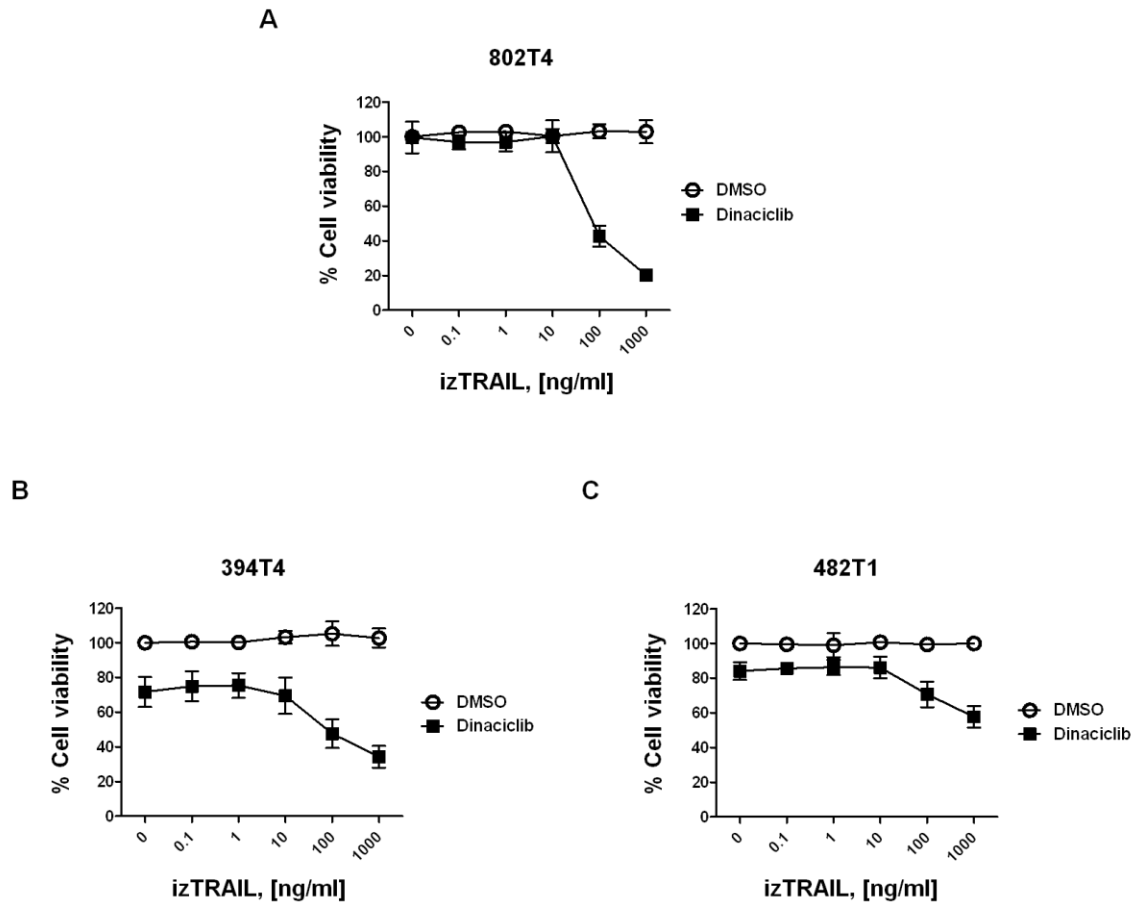 A
802T4
120
100
80
60
40
20
0
% Cell viability
0
0.1
1
10
100
1000
izTRAIL, [ng/ml]
DMSO
Dinaciclib
B
394T4
120
100
80
60
40
20
0
% Cell viability
0
0.1
1
10
100
1000
izTRAIL, [ng/ml]
DMSO
Dinaciclib
C
482T1
120
100
80
60
40
20
0
% Cell viability
0
0.1
1
10
100
1000
izTRAIL, [ng/ml]
DMSO
Dinaciclib